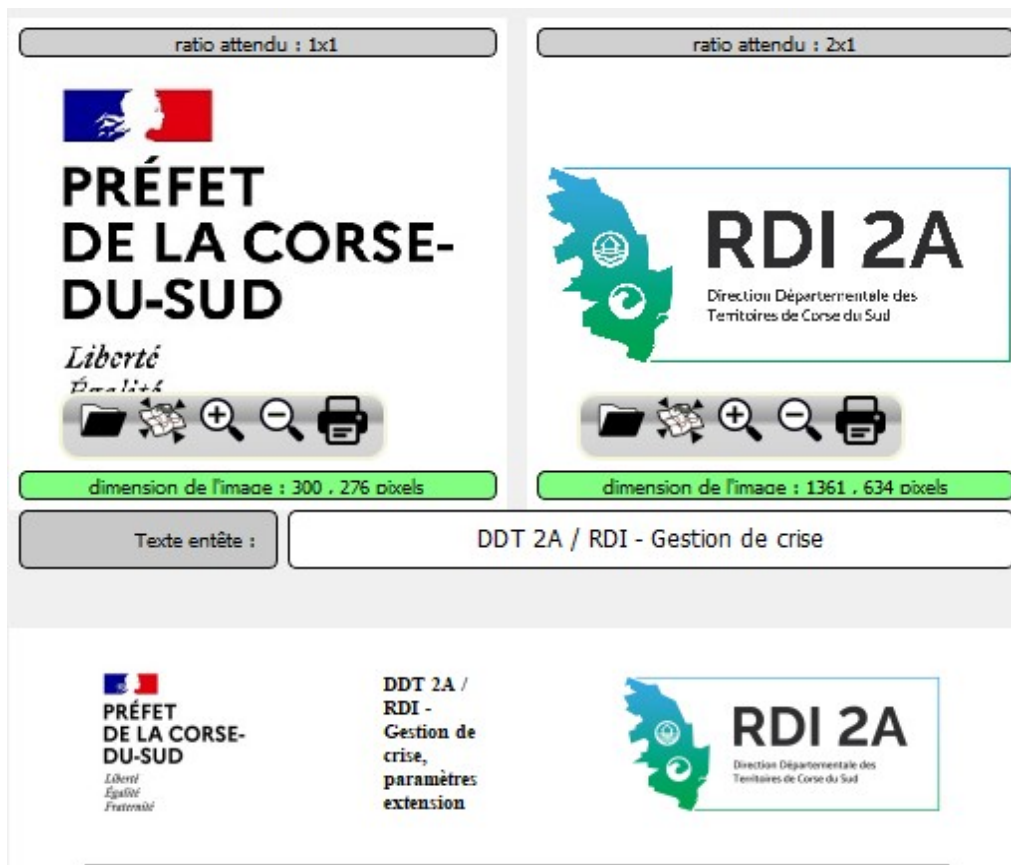 ratio attendu : 1x1
PRÉFET
DE LA CORSE-
DU-SUD
Liberté
Égalité
dimension de l'image : 300 , 276 pixels
ratio attendu : 2x1
RDI 2A
Direction Départementale des
Territoires de Corse du Sud
dimension de l'image : 1361 , 634 pixels
Texte entête :
DDT 2A / RDI - Gestion de crise
PRÉFET
DE LA CORSE-
DU-SUD
Liberté
Égalité
Fraternité
DDT 2A /
RDI -
Gestion de
crise,
paramètres
extension
RDI 2A
Direction Départementale des
Territoires de Corse du Sud